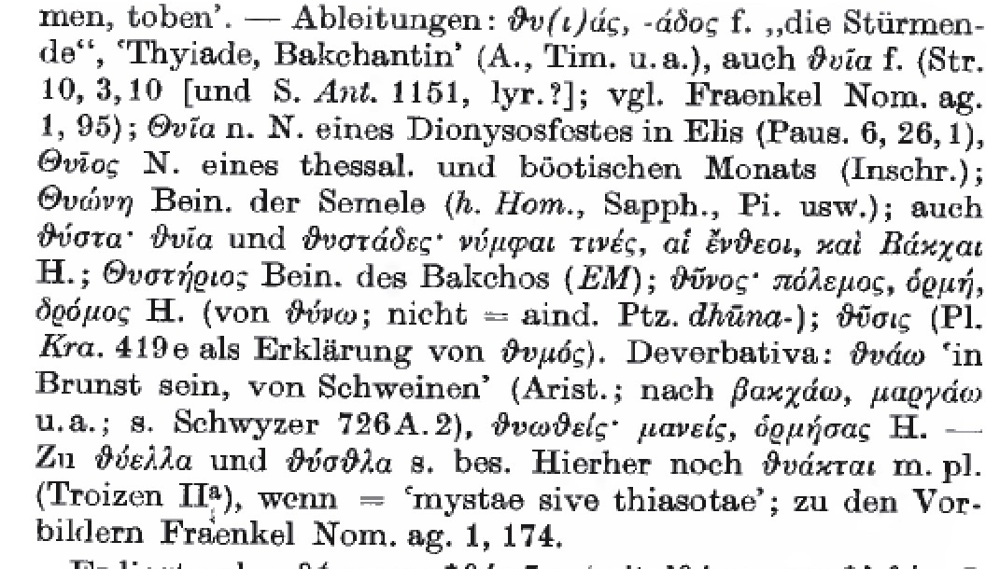 men, toben’. — Ableitungen: θυ(ι)άς, -άδος f. „die Stürmen-
de“, ‘Thyiade, Bakchantin’ (A., Tim. u.a.), auch θυῖα f. (Str.
10, 3,10 [und S. Ant. 1151, lyr.?]; vgl. Fraenkel Nom. ag.
1, 95); Θυῖα n. N. eines Dionysosfestes in Elis (Paus. 6, 26,1),
Θυῖος N. eines thessal. und böotischen Monats (Inschr.);
Θυώνη Bein. der Semele (h. Hom., Sapph., Pi. usw.); auch
θύστα· θυῖα und θυστάδες· νύμφαι τινές, αἱ ἔνθεοι, καὶ Βάκχαι
H.; Θυστήριος Bein. des Bakchos (EM); θῦνος· πόλεμος, ὁρμή,
δρόμος H. (von θύνω; nicht = aind. Ptz. dhūna-); θῦσις (Pl.
Kra. 419e als Erklärung von θυμός). Deverbativa: θυάω ‘in
Brunst sein, von Schweinen’ (Arist.; nach βακχάω, μαργάω
u.a.; s. Schwyzer 726 A. 2), θυωθείς· μανείς, ὁρμήσας H. —
Zu θύελλα und θύσθλα s. bes. Hierher noch θυάκται m. pl.
(Troizen IIª), wenn = ‘mystae sive thiasotae’; zu den Vor-
bildern Fraenkel Nom. ag. 1, 174.